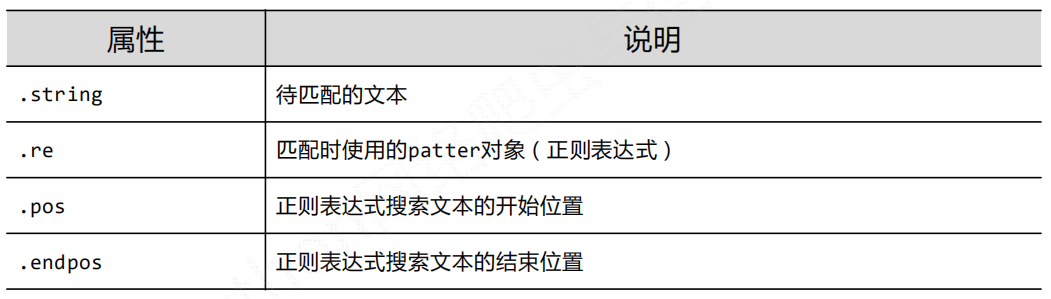 属性 说明
.string 待匹配的文本
.re 匹配时使用的patter对象（正则表达式）
.pos 正则表达式搜索文本的开始位置
.endpos 正则表达式搜索文本的结束位置